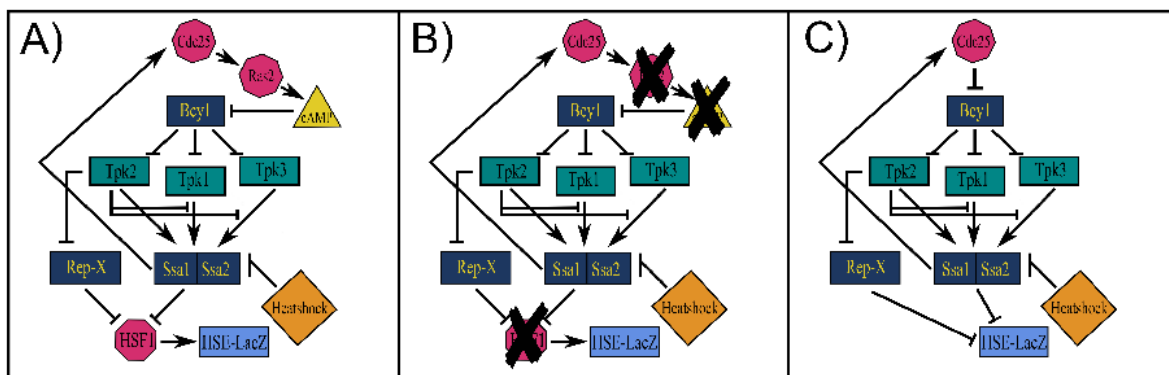 A)
Cdc25
Ras2
cAMP
Bcy1
Tpk2
Tpk1
Tpk3
Rep-X
Ssa1
Ssa2
Heatshock
HSF1
HSE-LacZ
B)
Cdc25
Bcy1
Tpk2
Tpk1
Tpk3
Rep-X
Ssa1
Ssa2
Heatshock
HSE-LacZ
C)
Cdc25
Bcy1
Tpk2
Tpk1
Tpk3
Rep-X
Ssa1
Ssa2
Heatshock
HSE-LacZ